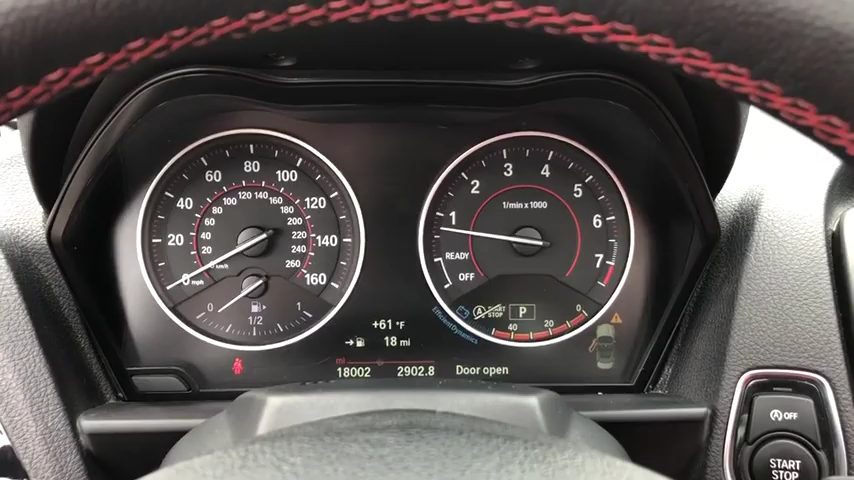 0 20 40 60 80 100 120 140 160
mph
20 40 60 80 100 120 140 160 180 200 220 240 260
km/h
0 1/2 1
1 2 3 4 5 6 7
1/min x 1000
READY
OFF
A START STOP P
40 20 0
EfficientDynamics
+61 °F
18 mi
mi
18002 2902.8 Door open
A OFF
START
STOP